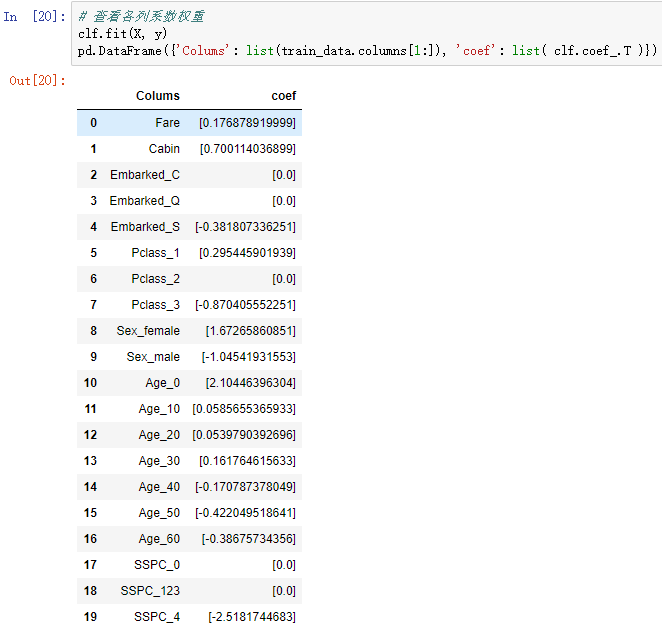 In [20]: # 查看各列系数权重
clf.fit(X, y)
pd.DataFrame({'Colums': list(train_data.columns[1:]), 'coef': list( clf.coef_.T )})
Out[20]:
Colums coef
0 Fare [0.176878919999]
1 Cabin [0.700114036899]
2 Embarked_C [0.0]
3 Embarked_Q [0.0]
4 Embarked_S [-0.381807336251]
5 Pclass_1 [0.295445901939]
6 Pclass_2 [0.0]
7 Pclass_3 [-0.870405552251]
8 Sex_female [1.67265860851]
9 Sex_male [-1.04541931553]
10 Age_0 [2.10446396304]
11 Age_10 [0.0585655365933]
12 Age_20 [0.0539790392696]
13 Age_30 [0.161764615633]
14 Age_40 [-0.170787378049]
15 Age_50 [-0.422049518641]
16 Age_60 [-0.38675734356]
17 SSPC_0 [0.0]
18 SSPC_123 [0.0]
19 SSPC_4 [-2.5181744683]